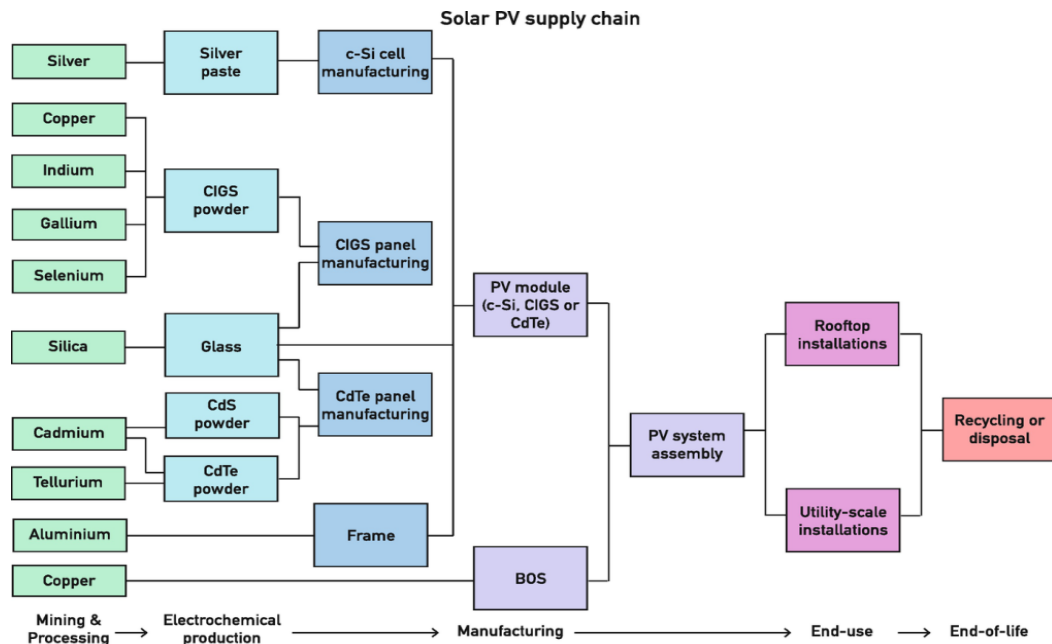 Solar PV supply chain
Silver
Silver
paste
c-Si cell
manufacturing
Copper
Indium
Gallium
Selenium
CIGS
powder
CIGS panel
manufacturing
Silica
Glass
CdTe panel
manufacturing
Cadmium
Tellurium
CdS
powder
CdTe
powder
Aluminium
Frame
Copper
BOS
PV module
(c-Si, CIGS or
CdTe)
PV system
assembly
Rooftop
installations
Utility-scale
installations
Recycling or
disposal
Mining &
Processing
Electrochemical
production
Manufacturing
End-use
End-of-life